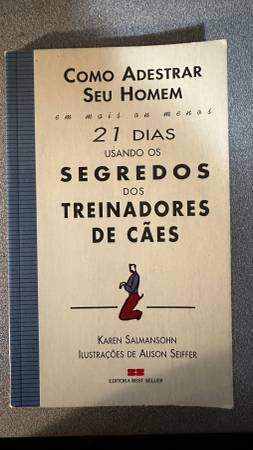 COMO ADESTRAR
SEU HOMEM
em mais ou menos
21 DIAS
USANDO OS
SEGREDOS
DOS
TREINADORES
DE CÃES
KAREN SALMANSOHN
ILUSTRAÇÕES DE ALISON SEIFFER
EDITORA BEST SELLER